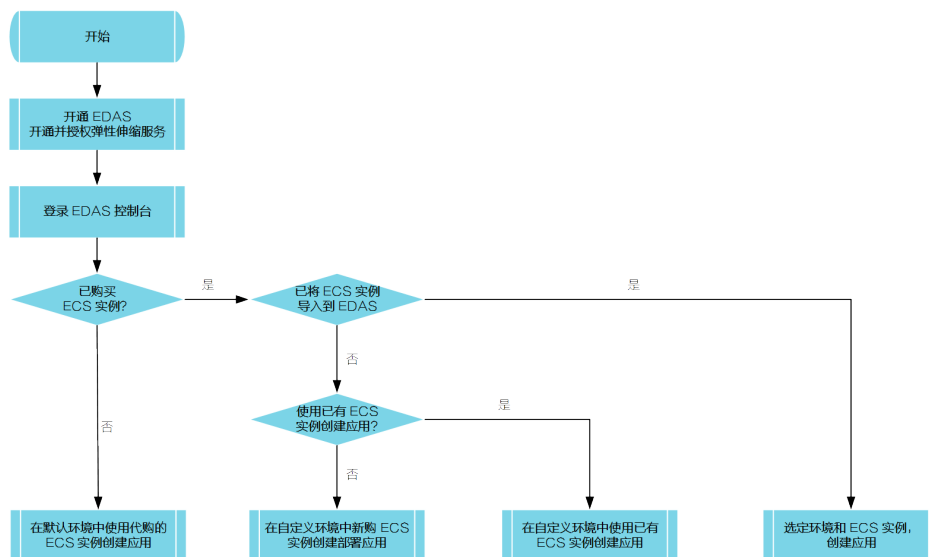 开始
开通 EDAS
开通并授权弹性伸缩服务
登录 EDAS 控制台
已购买
ECS 实例?
是
已将 ECS 实例
导入到 EDAS
是
否
使用已有 ECS
实例创建应用?
是
否
否
在默认环境中使用代购的
ECS 实例创建应用
在自定义环境中新购 ECS
实例创建部署应用
在自定义环境中使用已有
ECS 实例创建应用
选定环境和 ECS 实例,
创建应用